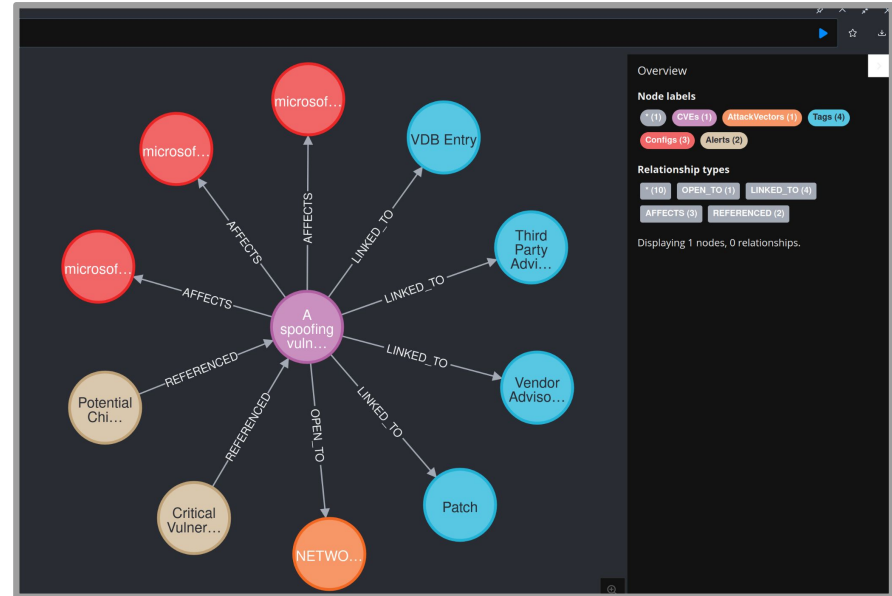 Overview
Node labels
* (1) CVEs (1) AttackVectors (1) Tags (4)
Configs (3) Alerts (2)
Relationship types
* (10) OPEN_TO (1) LINKED_TO (4)
AFFECTS (3) REFERENCED (2)
Displaying 1 nodes, 0 relationships.
microsof…
microsof…
microsof…
VDB Entry
Third
Party
Advi…
Vendor
Adviso…
Patch
NETWO…
Critical
Vulner…
Potential
Chi…
A
spoofing
vuln…
AFFECTS
AFFECTS
AFFECTS
LINKED_TO
LINKED_TO
LINKED_TO
LINKED_TO
OPEN_TO
REFERENCED
REFERENCED